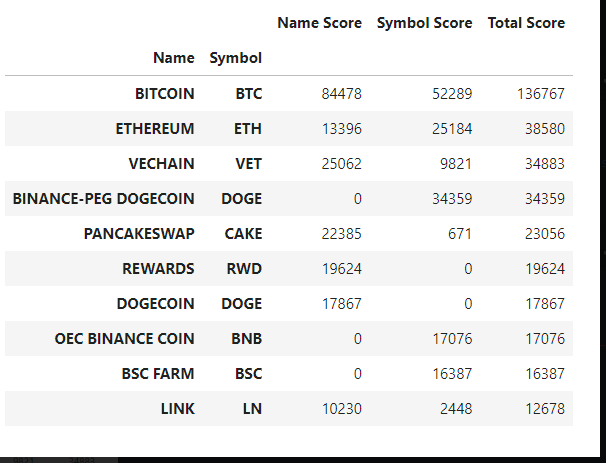 Name Score Symbol Score Total Score
Name Symbol
BITCOIN BTC 84478 52289 136767
ETHEREUM ETH 13396 25184 38580
VECHAIN VET 25062 9821 34883
BINANCE-PEG DOGECOIN DOGE 0 34359 34359
PANCAKESWAP CAKE 22385 671 23056
REWARDS RWD 19624 0 19624
DOGECOIN DOGE 17867 0 17867
OEC BINANCE COIN BNB 0 17076 17076
BSC FARM BSC 0 16387 16387
LINK LN 10230 2448 12678